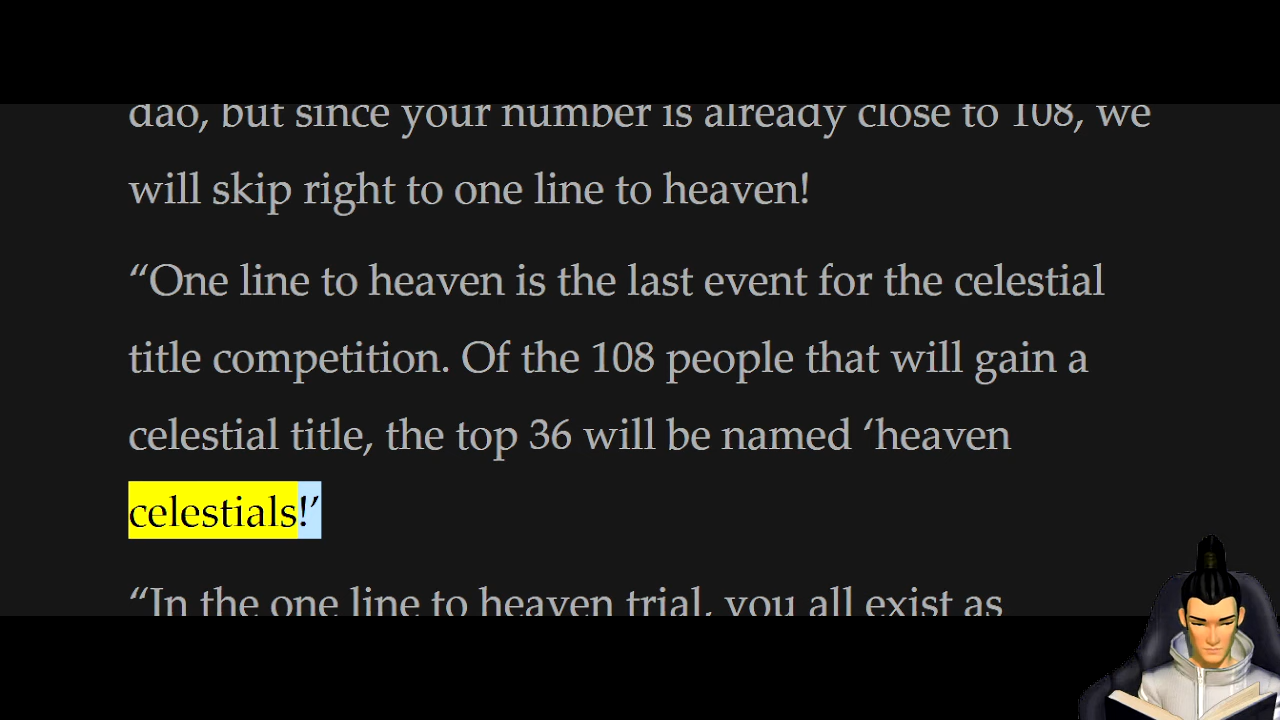 dao, but since your number is already close to 108, we
will skip right to one line to heaven!
“One line to heaven is the last event for the celestial
title competition. Of the 108 people that will gain a
celestial title, the top 36 will be named ‘heaven
celestials!’
“In the one line to heaven trial, you all exist as